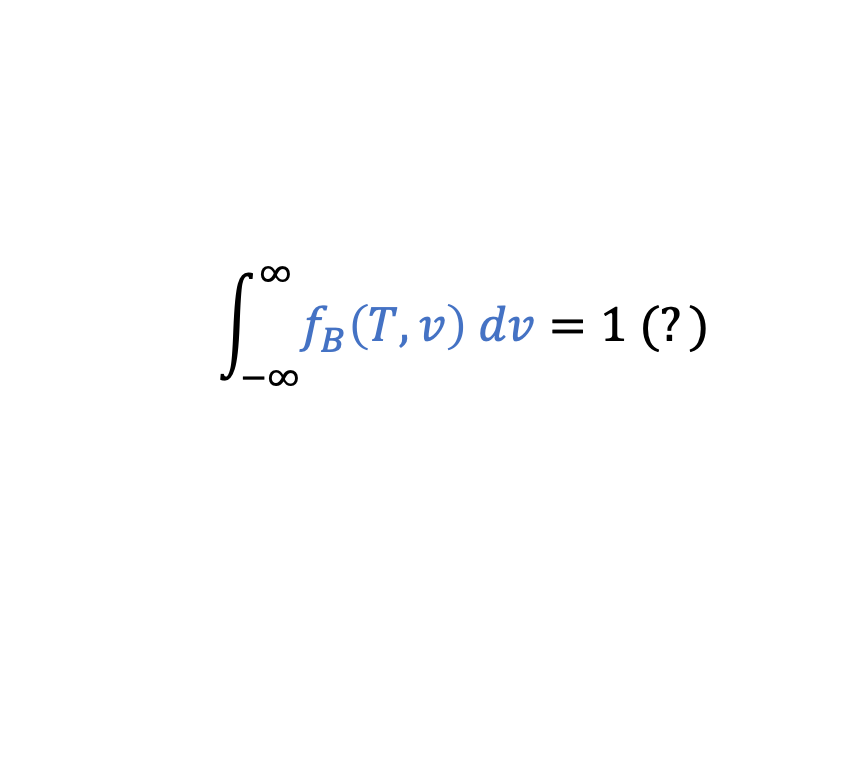 ∫_{-∞}^{∞} f_B(T, v) dv = 1 (?)